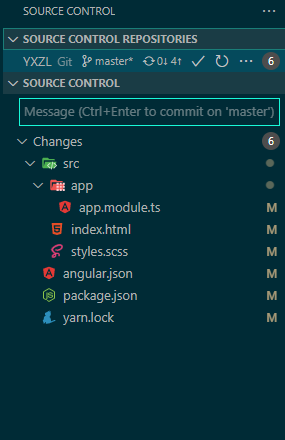 SOURCE CONTROL
SOURCE CONTROL REPOSITORIES
YXZL Git master* 0↓ 4↑ 6
SOURCE CONTROL
Message (Ctrl+Enter to commit on 'master')
Changes 6
src
app
app.module.ts M
index.html M
styles.scss M
angular.json M
package.json M
yarn.lock M